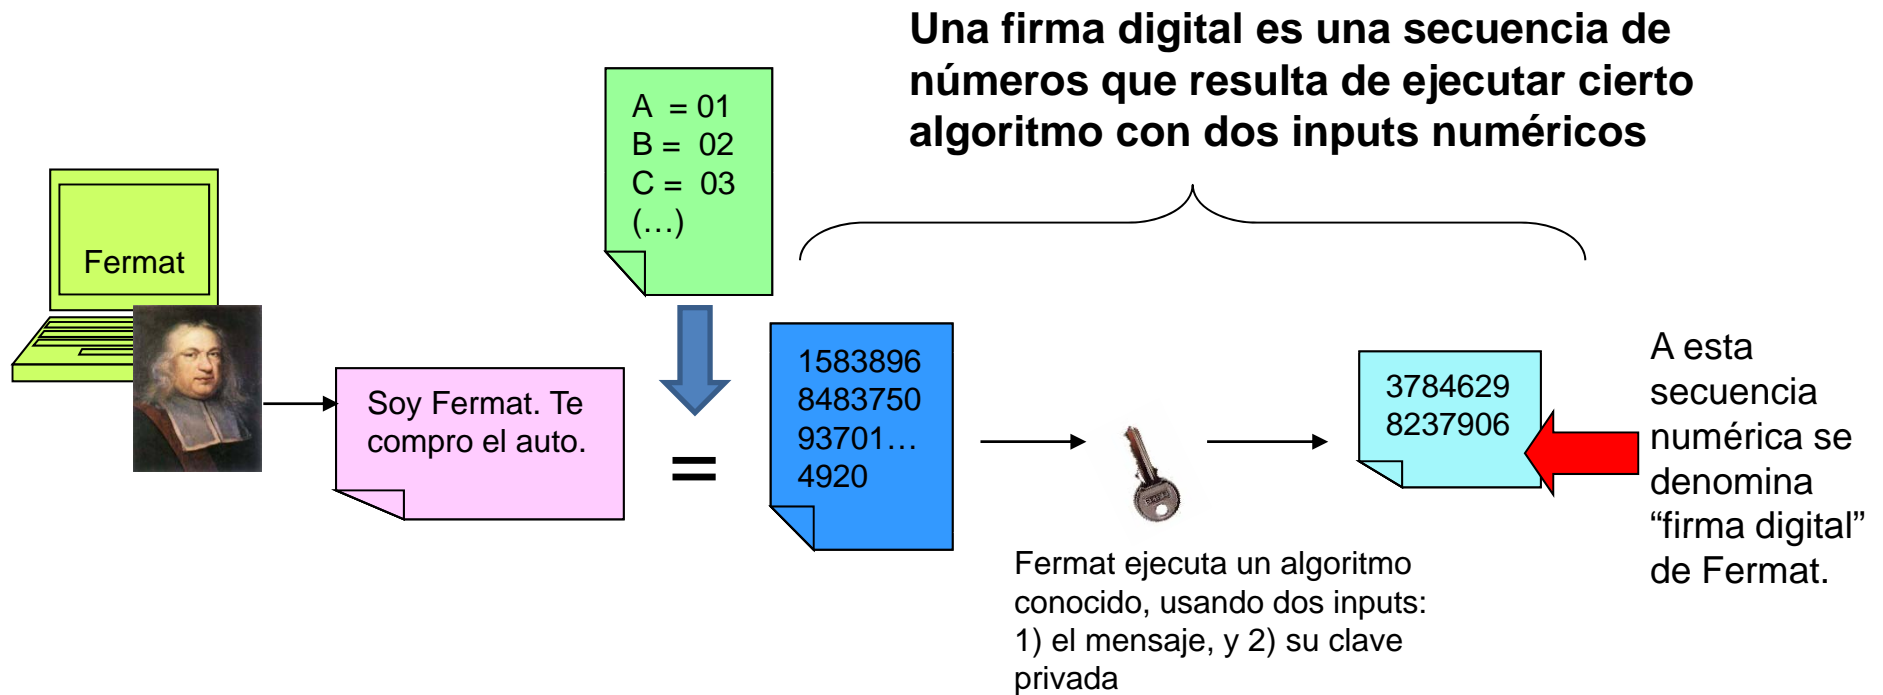 Una firma digital es una secuencia de
números que resulta de ejecutar cierto
algoritmo con dos inputs numéricos
A = 01
B = 02
C = 03
(…)
Fermat
Soy Fermat. Te
compro el auto.
=
1583896
8483750
93701…
4920
3784629
8237906
A esta
secuencia
numérica se
denomina
“firma digital”
de Fermat.
Fermat ejecuta un algoritmo
conocido, usando dos inputs:
1) el mensaje, y 2) su clave
privada